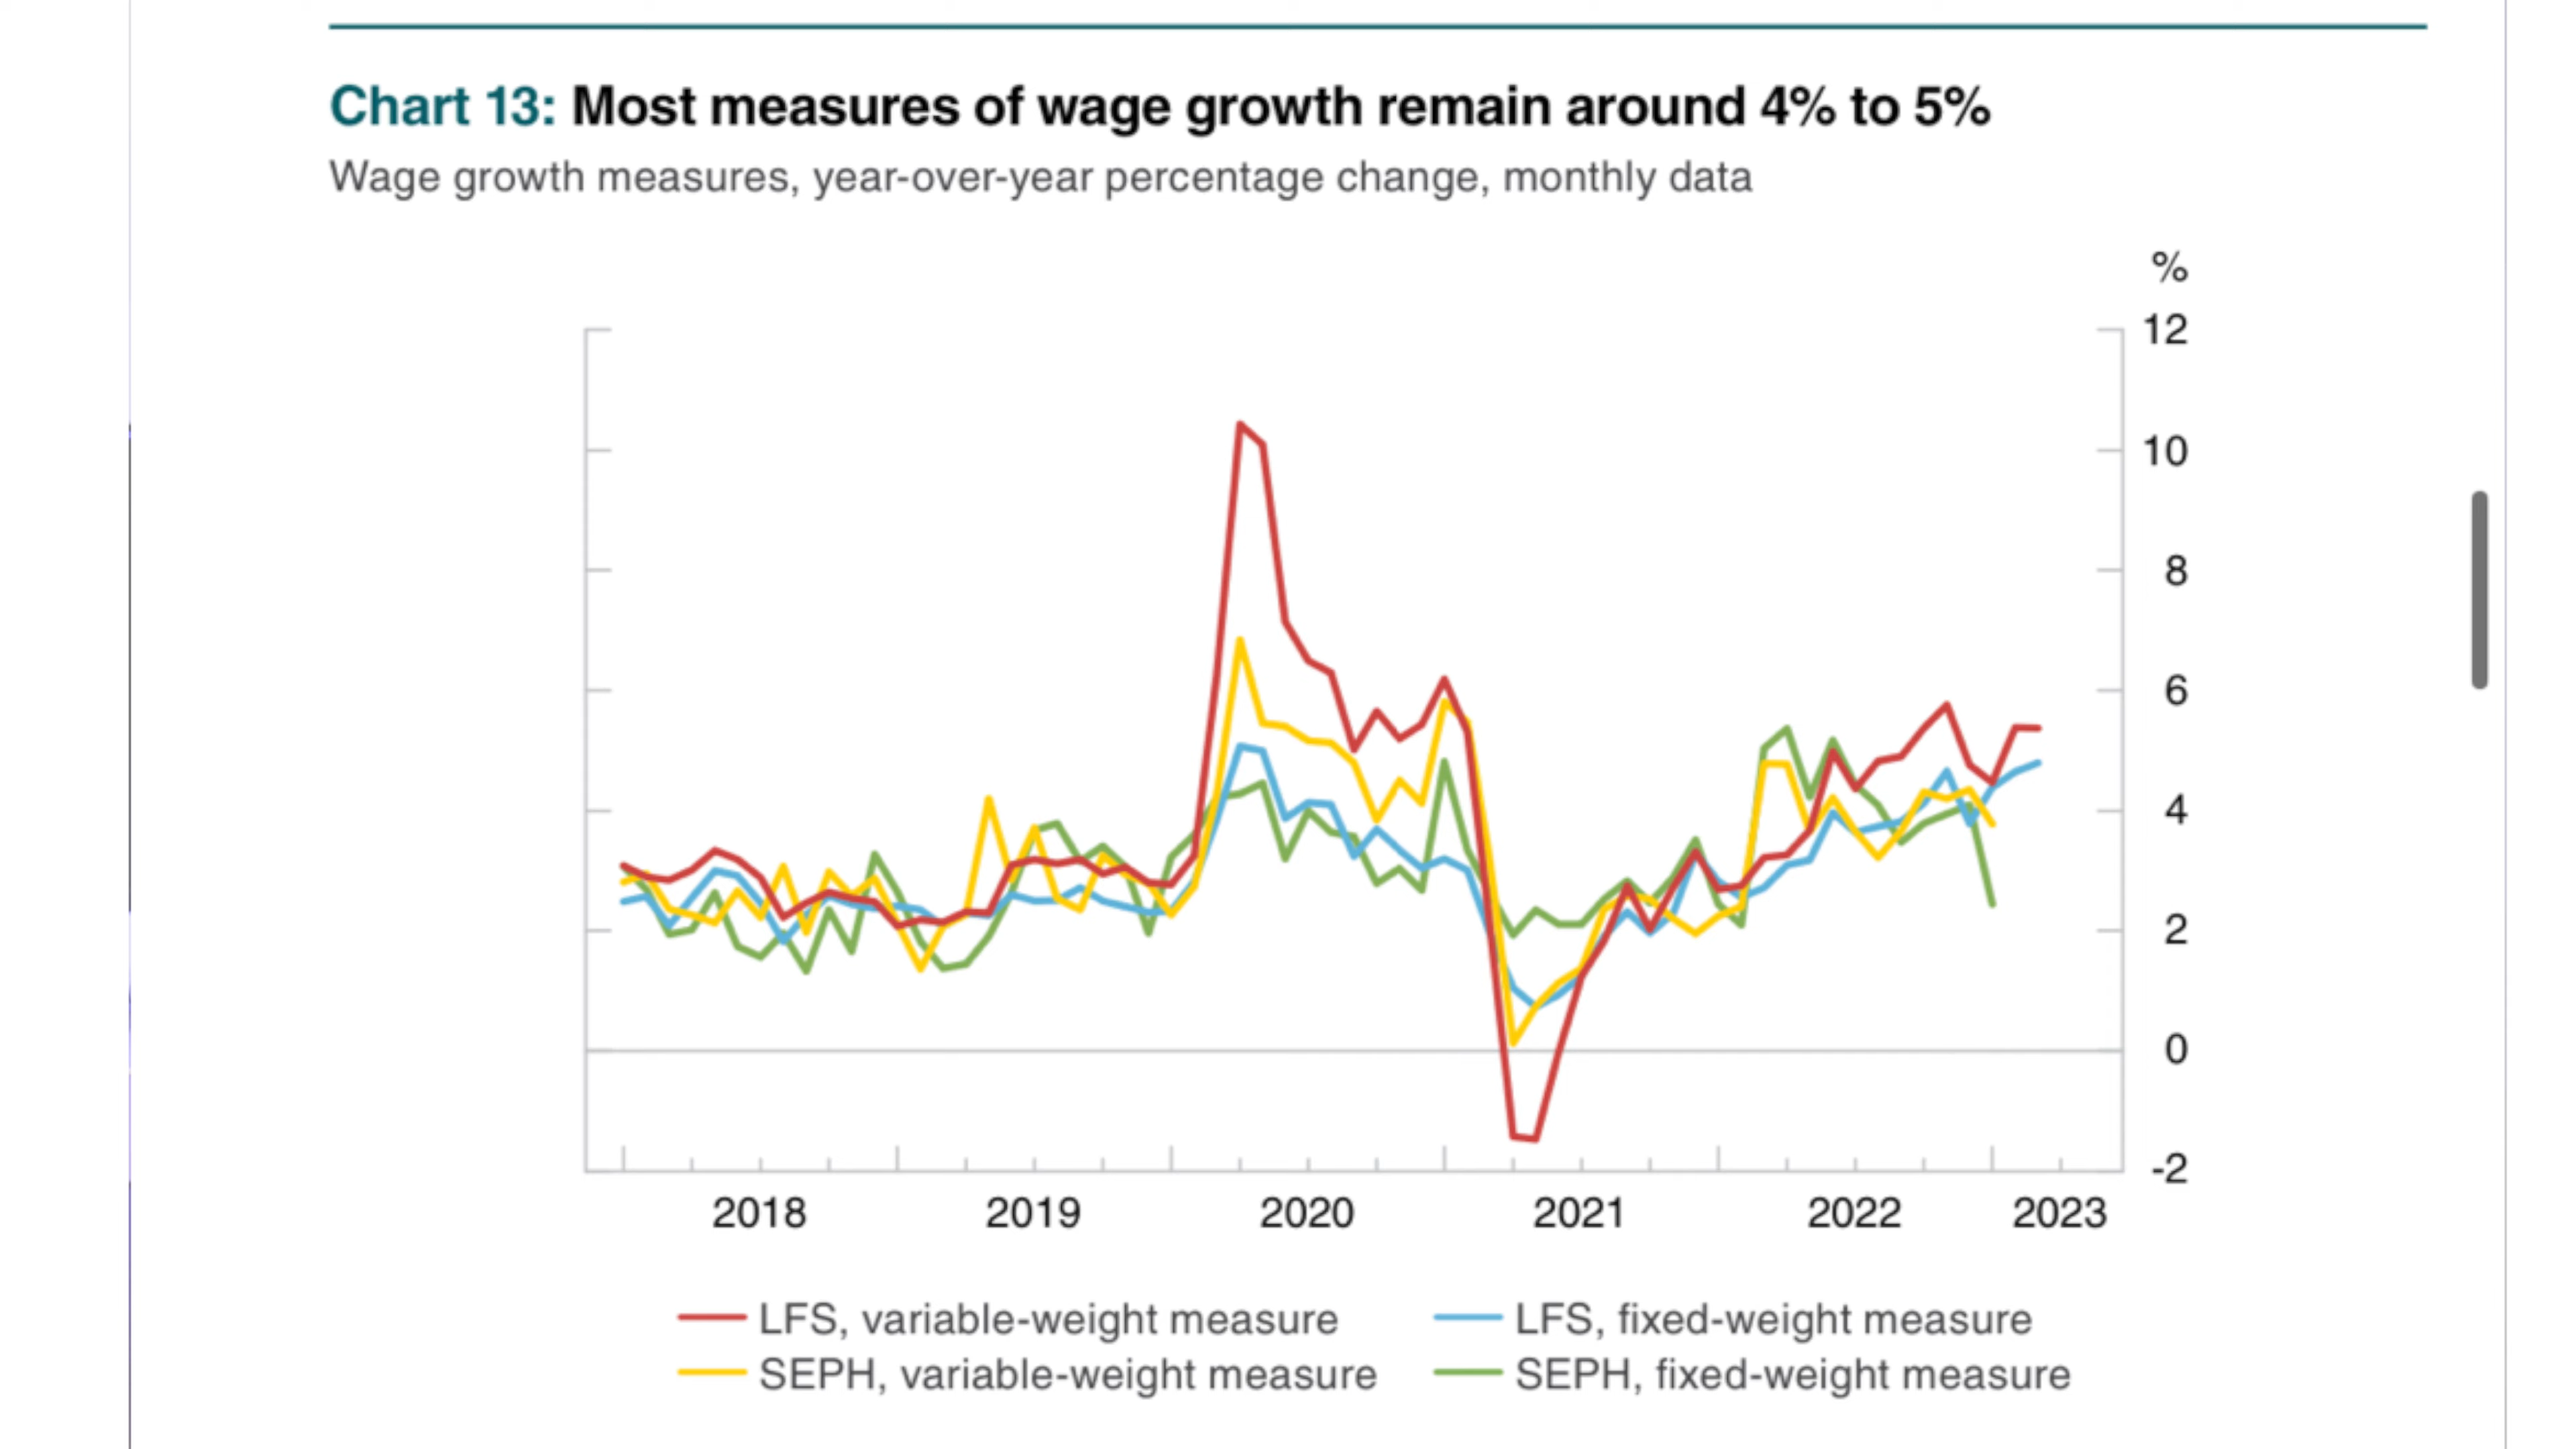 Chart 13: Most measures of wage growth remain around 4% to 5%
Wage growth measures, year-over-year percentage change, monthly data
%
12
10
8
6
4
2
0
-2
2018 2019 2020 2021 2022 2023
LFS, variable-weight measure LFS, fixed-weight measure
SEPH, variable-weight measure SEPH, fixed-weight measure